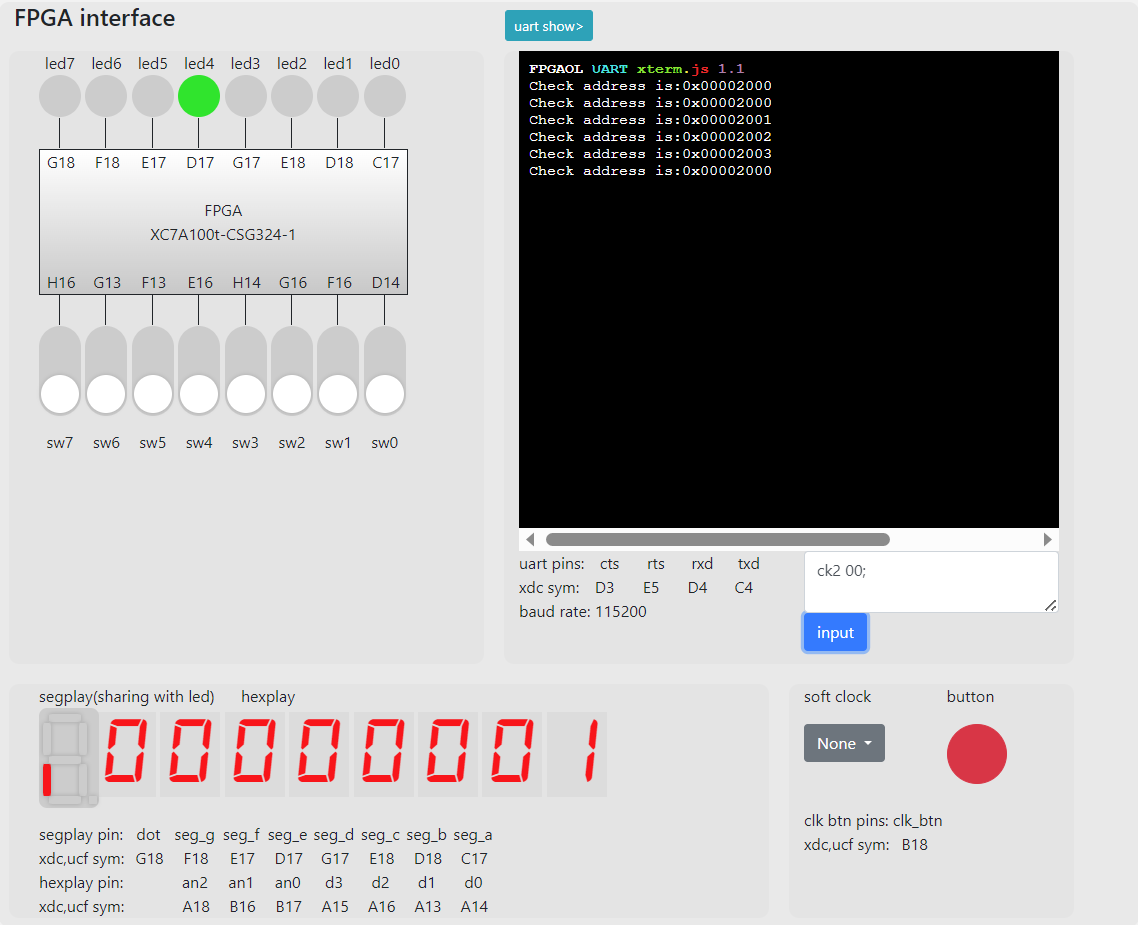 FPGA interface
uart show>
led7 led6 led5 led4 led3 led2 led1 led0
G18 F18 E17 D17 G17 E18 D18 C17
FPGA
XC7A100t-CSG324-1
H16 G13 F13 E16 H14 G16 F16 D14
sw7 sw6 sw5 sw4 sw3 sw2 sw1 sw0
FPGAOL UART xterm.js 1.1
Check address is:0x00002000
Check address is:0x00002000
Check address is:0x00002001
Check address is:0x00002002
Check address is:0x00002003
Check address is:0x00002000
uart pins: cts rts rxd txd
xdc sym: D3 E5 D4 C4
baud rate: 115200
ck2 00;
input
segplay(sharing with led) hexplay
00000001
segplay pin: dot seg_g seg_f seg_e seg_d seg_c seg_b seg_a
xdc,ucf sym: G18 F18 E17 D17 G17 E18 D18 C17
hexplay pin: an2 an1 an0 d3 d2 d1 d0
xdc,ucf sym: A18 B16 B17 A15 A16 A13 A14
soft clock button
None
clk btn pins: clk_btn
xdc,ucf sym: B18